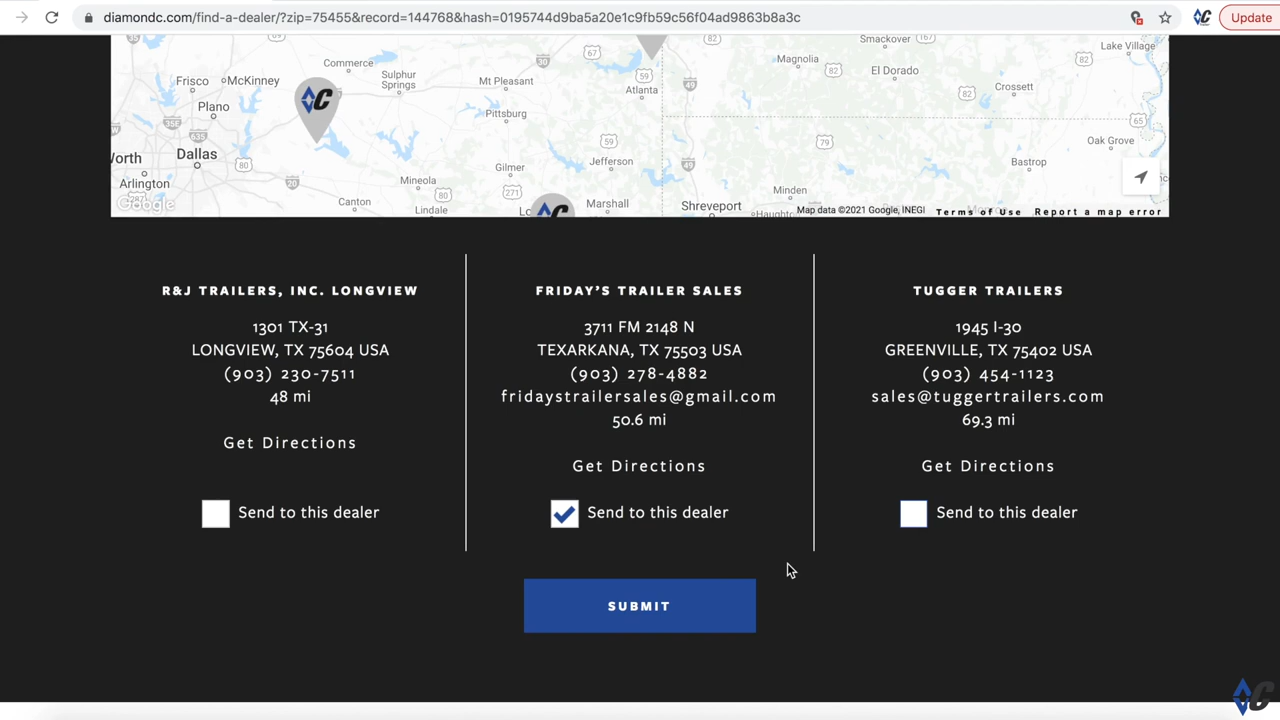 diamondc.com/find-a-dealer/?zip=75455&record=144768&hash=0195744d9ba5a20e1c9fb59c56f04ad9863b8a3c
Update
Frisco
McKinney
Plano
Dallas
Arlington
Commerce
Sulphur
Springs
Mt Pleasant
Pittsburg
Gilmer
Mineola
Canton
Lindale
Atlanta
Jefferson
Marshall
Shreveport
Minden
Magnolia
Smackover
El Dorado
Lake Village
Crossett
Oak Grove
Bastrop
Google
Map data ©2021 Google, INEGI
Terms of Use
Report a map error
R&J TRAILERS, INC. LONGVIEW
1301 TX-31
LONGVIEW, TX 75604 USA
(903) 230-7511
48 mi
Get Directions
Send to this dealer
FRIDAY'S TRAILER SALES
3711 FM 2148 N
TEXARKANA, TX 75503 USA
(903) 278-4882
fridaystrailersales@gmail.com
50.6 mi
Get Directions
Send to this dealer
TUGGER TRAILERS
1945 I-30
GREENVILLE, TX 75402 USA
(903) 454-1123
sales@tuggertrailers.com
69.3 mi
Get Directions
Send to this dealer
SUBMIT